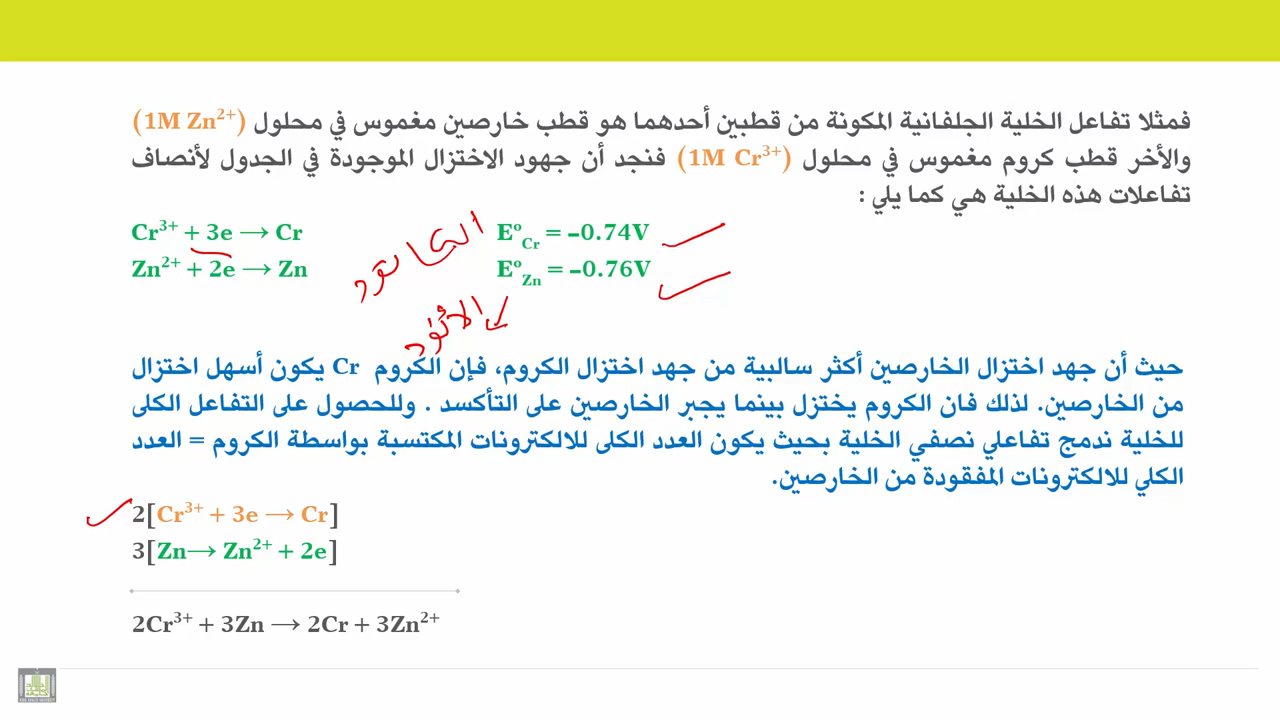 فمثلا تفاعل الخلية الجلفانية المكونة من قطبين أحدهما هو قطب خارصين مغموس في محلول (1M Zn²⁺)
والأخر قطب كروم مغموس في محلول (1M Cr³⁺) فنجد أن جهود الاختزال الموجودة في الجدول لأنصاف
تفاعلات هذه الخلية هي كما يلي :
Cr³⁺ + 3e → Cr E°Cr = –0.74V
الكاثود
Zn²⁺ + 2e → Zn E°Zn = –0.76V
الأنود
حيث أن جهد اختزال الخارصين أكثر سالبية من جهد اختزال الكروم، فإن الكروم Cr يكون أسهل اختزال
من الخارصين. لذلك فان الكروم يختزل بينما يجبر الخارصين على التأكسد . وللحصول على التفاعل الكلى
للخلية ندمج تفاعلي نصفي الخلية بحيث يكون العدد الكلى للالكترونات المكتسبة بواسطة الكروم = العدد
الكلي للالكترونات المفقودة من الخارصين.
2[Cr³⁺ + 3e → Cr]
3[Zn→ Zn²⁺ + 2e]
2Cr³⁺ + 3Zn → 2Cr + 3Zn²⁺